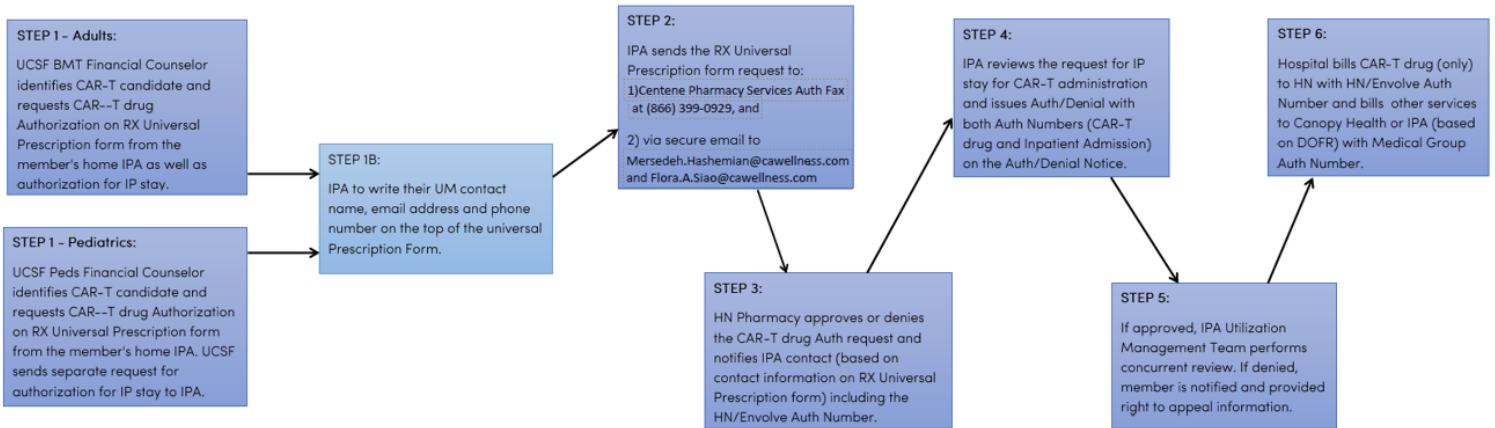 STEP 1 - Adults:
UCSF BMT Financial Counselor
identifies CAR-T candidate and
requests CAR--T drug
Authorization on RX Universal
Prescription form from the
member's home IPA as well as
authorization for IP stay.
STEP 1 - Pediatrics:
UCSF Peds Financial Counselor
identifies CAR-T candidate and
requests CAR--T drug Authorization
on RX Universal Prescription form
from the member's home IPA. UCSF
sends separate request for
authorization for IP stay to IPA.
STEP 1B:
IPA to write their UM contact
name, email address and phone
number on the top of the universal
Prescription Form.
STEP 2:
IPA sends the RX Universal
Prescription form request to:
1)Centene Pharmacy Services Auth Fax
at (866) 399-0929, and
2) via secure email to
Mersedeh.Hashemian@cawellness.com
and Flora.A.Siao@cawellness.com
STEP 3:
HN Pharmacy approves or denies
the CAR-T drug Auth request and
notifies IPA contact (based on
contact information on RX Universal
Prescription form) including the
HN/Envolve Auth Number.
STEP 4:
IPA reviews the request for IP
stay for CAR-T administration
and issues Auth/Denial with
both Auth Numbers (CAR-T
drug and Inpatient Admission)
on the Auth/Denial Notice.
STEP 5:
If approved, IPA Utilization
Management Team performs
concurrent review. If denied,
member is notified and provided
right to appeal information.
STEP 6:
Hospital bills CAR-T drug (only)
to HN with HN/Envolve Auth
Number and bills other services
to Canopy Health or IPA (based
on DOFR) with Medical Group
Auth Number.